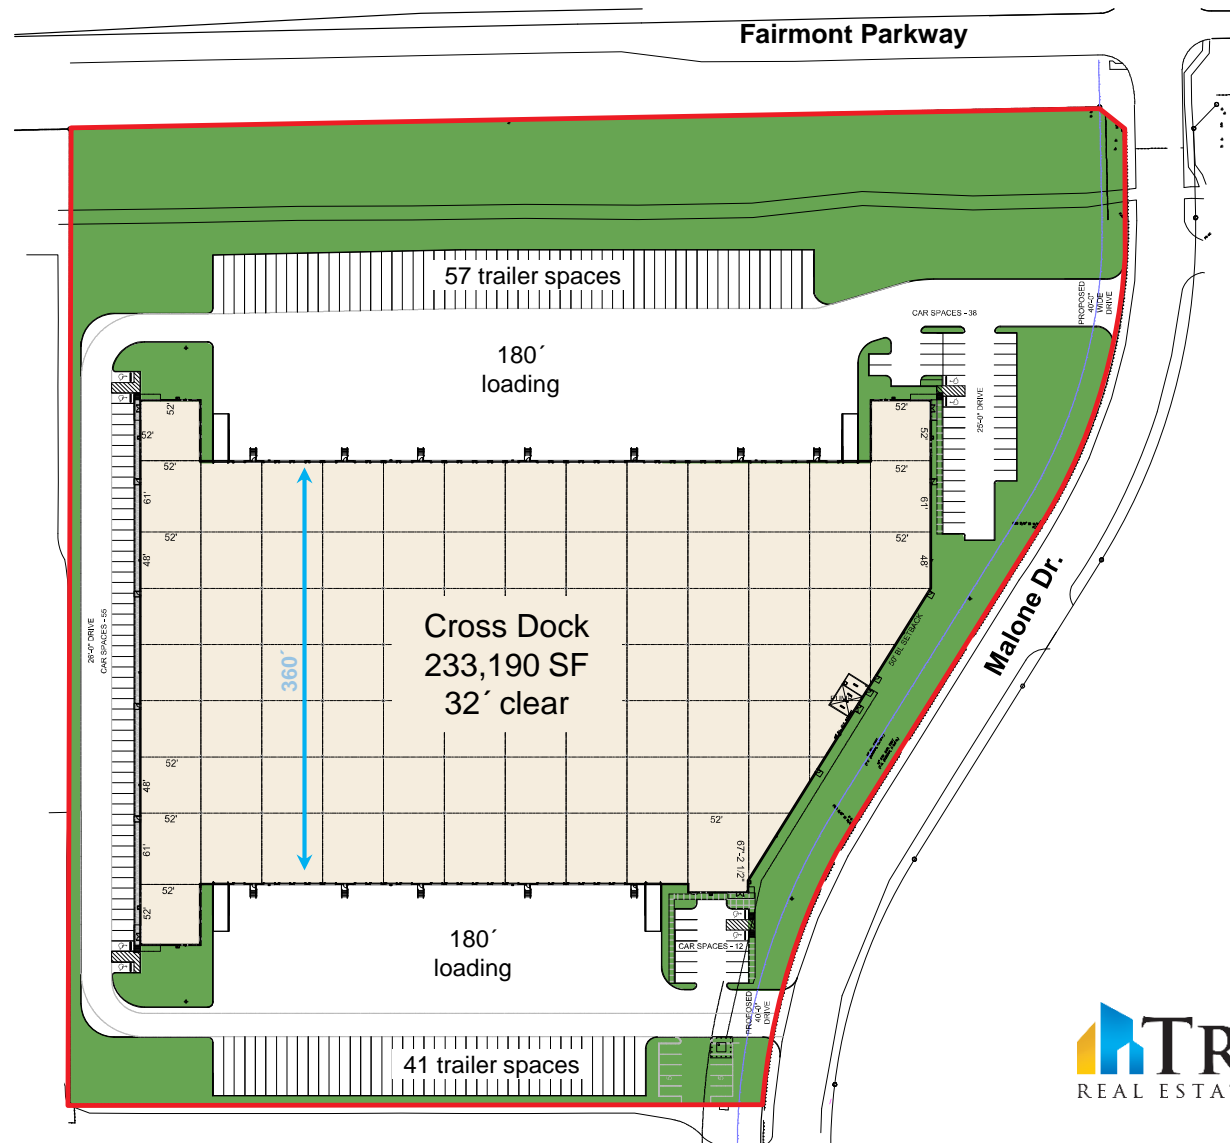 Fairmont Parkway
57 trailer spaces
PROPOSED
40'-0"
WIDE
DRIVE
CAR SPACES - 38
180´
loading
26'-0" DRIVE
52'
52'
52'
61'
52'
48'
52'
52'
52'
61'
52'
48'
26'-0" DRIVE
CAR SPACES - 55
360´
Cross Dock
233,190 SF
32´ clear
50' BL SETBACK
Malone Dr.
52'
48'
52'
61'
52'
52'
52'
67'-2 1/2"
180´
loading
CAR SPACES - 12
PROPOSED
40'-0"
DRIVE
41 trailer spaces
TR
REAL ESTA